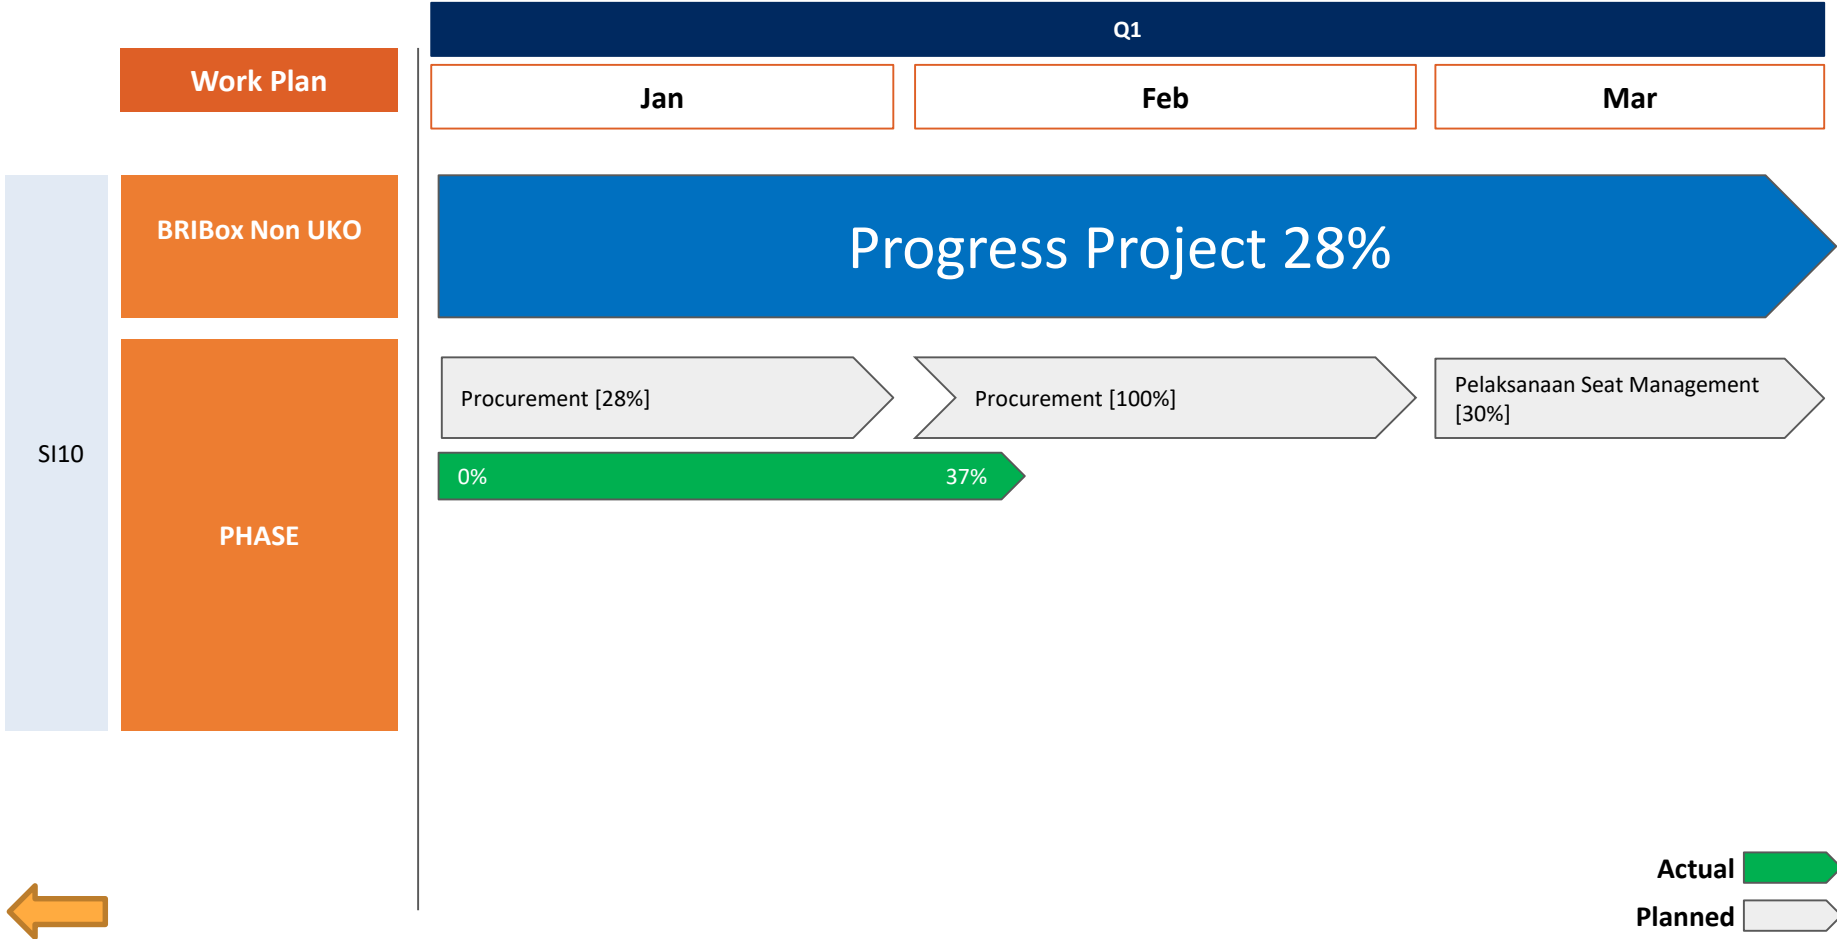 Q1
Work Plan
Jan
Feb
Mar
BRIBox Non UKO
Progress Project 28%
SI10
PHASE
Procurement [28%]
Procurement [100%]
Pelaksanaan Seat Management
[30%]
0%
37%
Actual
Planned